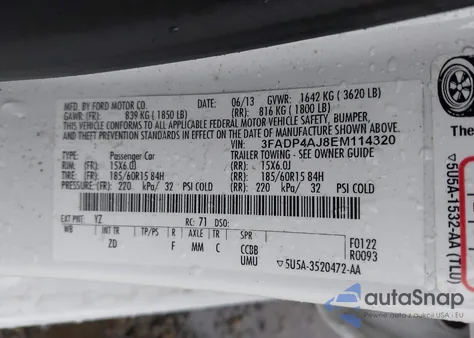 MFD. BY FORD MOTOR CO.
DATE: 06/13 GVWR: 1642 KG ( 3620 LB)
GAWR: (FR): 839 KG ( 1850 LB) (RR): 816 KG ( 1800 LB)
THIS VEHICLE CONFORMS TO ALL APPLICABLE FEDERAL MOTOR VEHICLE SAFETY, BUMPER,
AND THEFT PREVENTION STANDARDS IN EFFECT ON THE DATE OF MANUFACTURE SHOWN
ABOVE.
VIN: 3FADP4AJ8EM114320
TYPE: Passenger Car TRAILER TOWING - SEE OWNER GUIDE
RIM: (FR): 15X6.0J (RR): 15X6.0J
TIRE: (FR): 185/60R15 84H (RR): 185/60R15 84H
PRESSURE: (FR): 220 kPa/ 32 PSI COLD (RR): 220 kPa/ 32 PSI COLD
EXT PNT: YZ RC: 71 DSO:
WB INT TR TP/PS R AXLE TR SPR
ZD F MM C CCBB
UMU
F0122
R0093
▽5U5A-3520472-AA
▽5U5A-1532-AA (1LU)
autaSnap